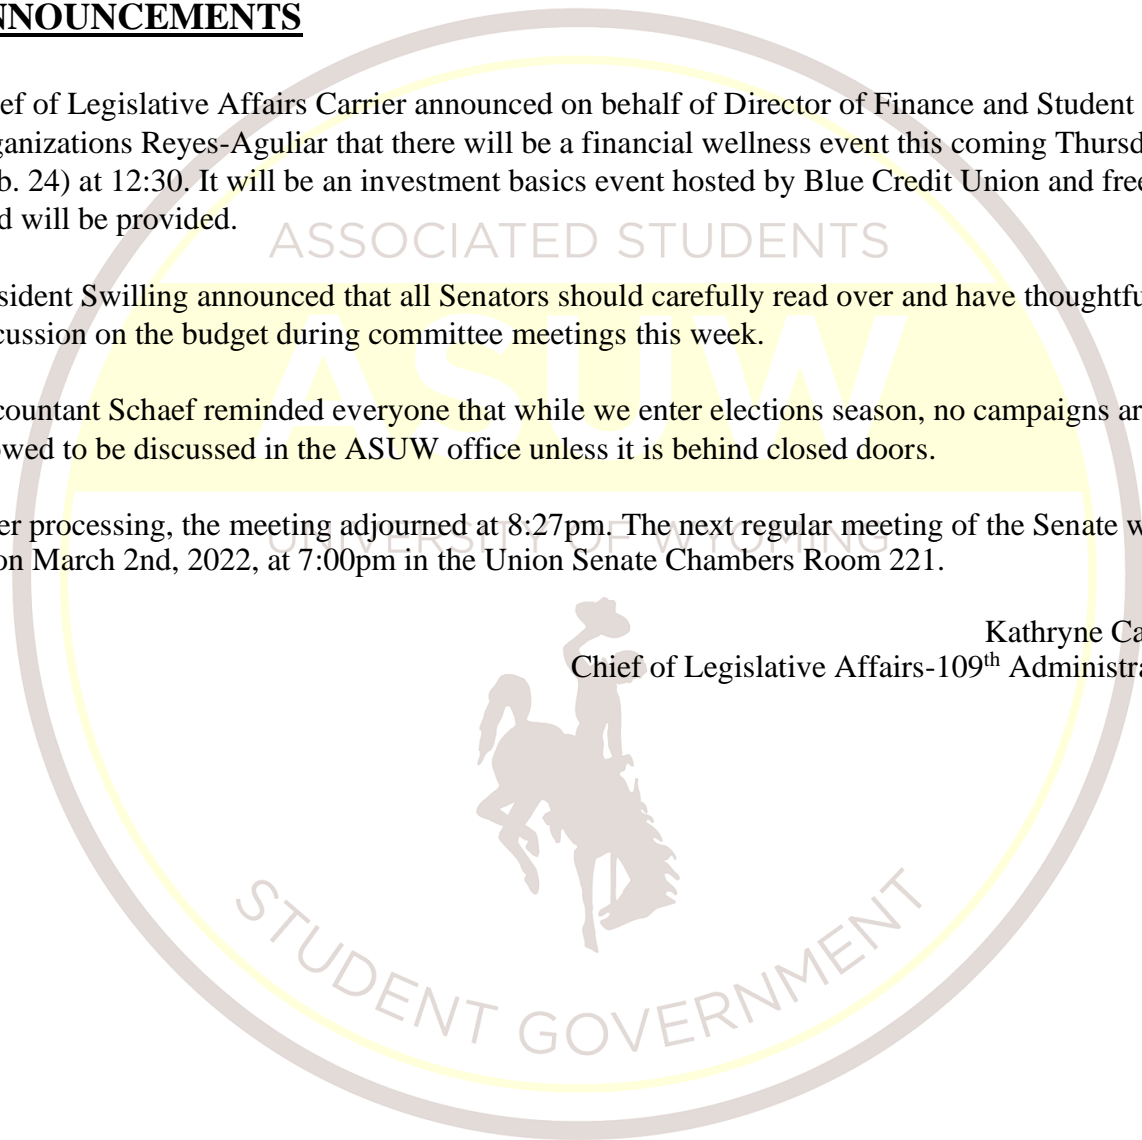 NNOUNCEMENTS
ef of Legislative Affairs Carrier announced on behalf of Director of Finance and Student
ganizations Reyes-Aguliar that there will be a financial wellness event this coming Thursd
b. 24) at 12:30. It will be an investment basics event hosted by Blue Credit Union and free
d will be provided.
ASSOCIATED STUDENTS
sident Swilling announced that all Senators should carefully read over and have thoughtfu
cussion on the budget during committee meetings this week.
ASUW
countant Schaef reminded everyone that while we enter elections season, no campaigns ar
owed to be discussed in the ASUW office unless it is behind closed doors.
er processing, the meeting adjourned at 8:27pm. The next regular meeting of the Senate w
UNIVERSITY OF WYOMING
on March 2nd, 2022, at 7:00pm in the Union Senate Chambers Room 221.
Kathryne Ca
Chief of Legislative Affairs-109th Administra
STUDENT GOVERNMENT